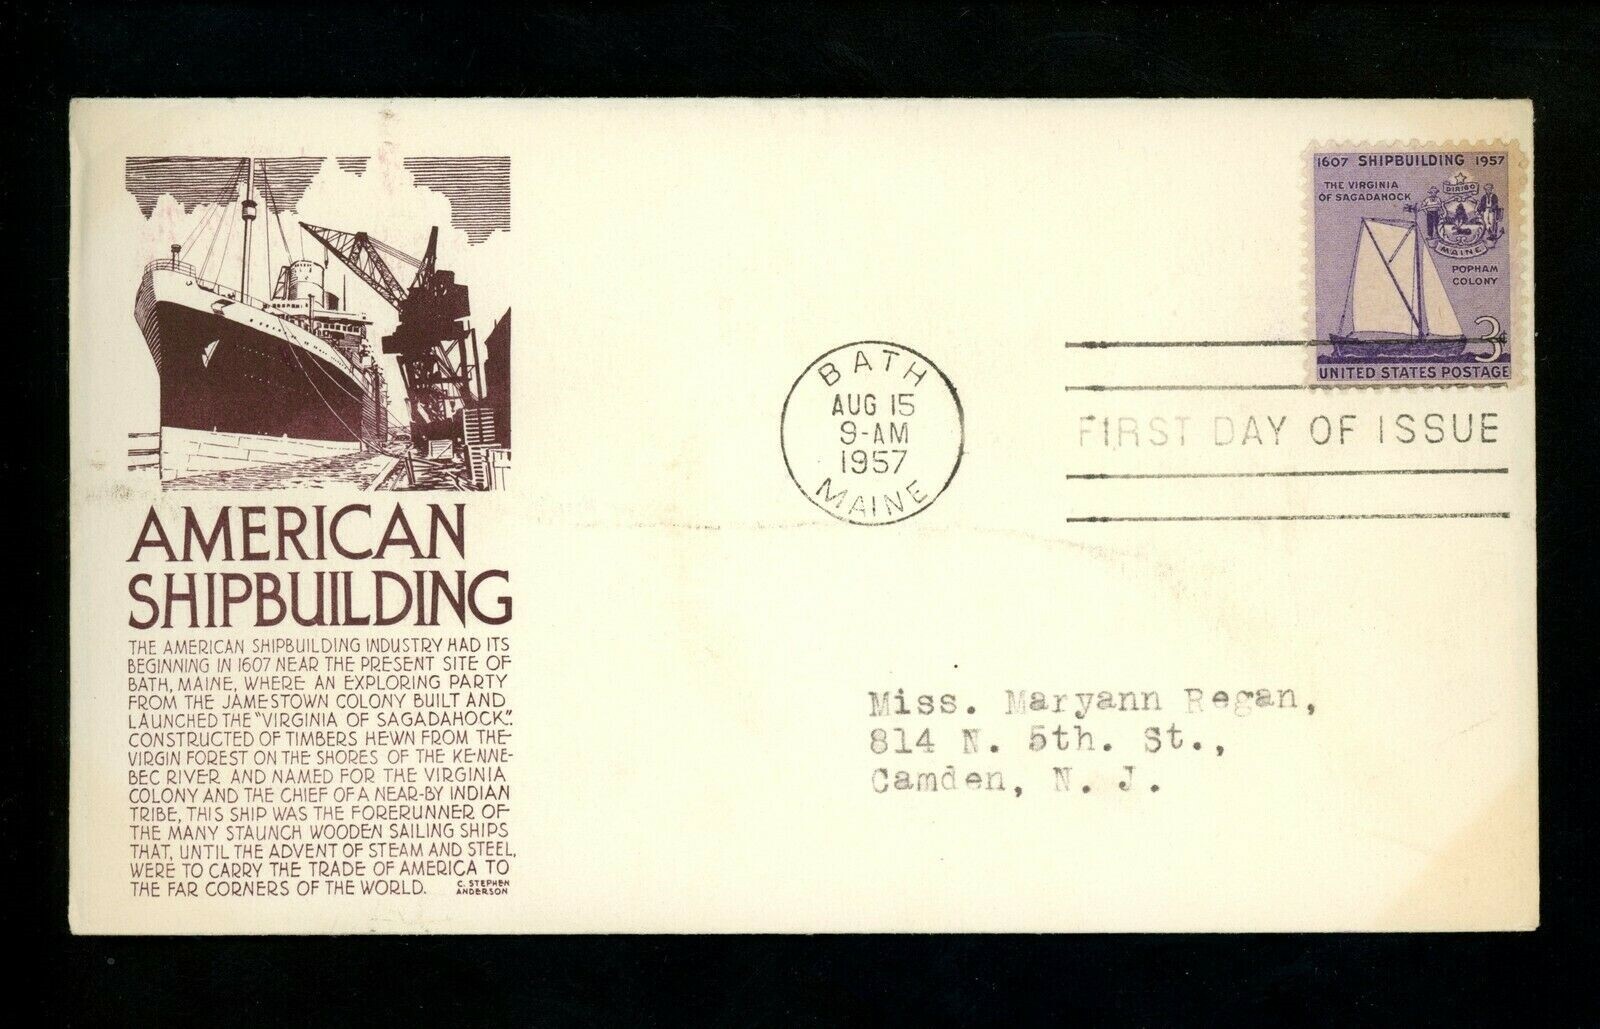 1607 SHIPBUILDING 1957
THE VIRGINIA
OF SAGADAHOCK
DIRIGO
MAINE
POPHAM
COLONY
3¢
UNITED STATES POSTAGE
BATH
AUG 15
9-AM
1957
MAINE
FIRST DAY OF ISSUE
AMERICAN
SHIPBUILDING
THE AMERICAN SHIPBUILDING INDUSTRY HAD ITS
BEGINNING IN 1607 NEAR THE PRESENT SITE OF
BATH, MAINE, WHERE AN EXPLORING PARTY
FROM THE JAMESTOWN COLONY BUILT AND
LAUNCHED THE "VIRGINIA OF SAGADAHOCK".
CONSTRUCTED OF TIMBERS HEWN FROM THE
VIRGIN FOREST ON THE SHORES OF THE KENNE-
BEC RIVER AND NAMED FOR THE VIRGINIA
COLONY AND THE CHIEF OF A NEAR-BY INDIAN
TRIBE, THIS SHIP WAS THE FORERUNNER OF
THE MANY STAUNCH WOODEN SAILING SHIPS
THAT, UNTIL THE ADVENT OF STEAM AND STEEL,
WERE TO CARRY THE TRADE OF AMERICA TO
THE FAR CORNERS OF THE WORLD.
C. STEPHEN
ANDERSON
Miss. Maryann Regan,
814 N. 5th. St.,
Camden, N. J.